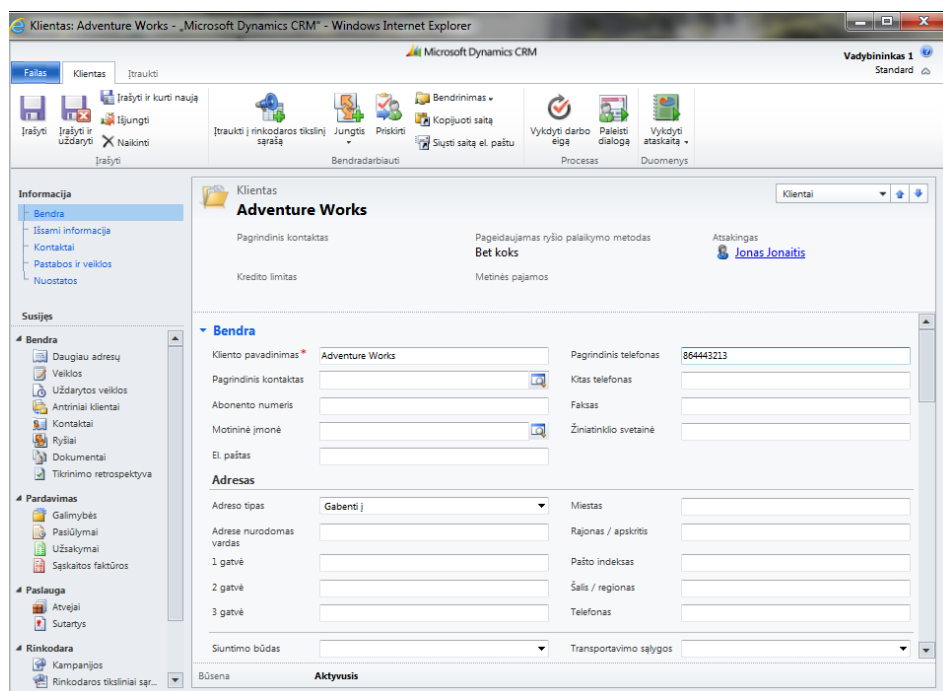 Klientas: Adventure Works - „Microsoft Dynamics CRM" - Windows Internet Explorer
Microsoft Dynamics CRM
Vadybininkas 1
Standard
Failas
Klientas
Įtraukti
Įrašyti
Įrašyti ir uždaryti
Įrašyti ir kurti naują
Išjungti
Naikinti
Įtraukti į rinkodaros tikslinį sąrašą
Jungtis
Priskirti
Bendrinimas
Kopijuoti saitą
Siųsti saitą el. paštu
Vykdyti darbo eigą
Paleisti dialogą
Vykdyti ataskaitą
Įrašyti
Bendradarbiauti
Procesas
Duomenys
Informacija
Bendra
Išsami informacija
Kontaktai
Pastabos ir veiklos
Nuostatos
Susijęs
Bendra
Daugiau adresų
Veiklos
Uždarytos veiklos
Antriniai klientai
Kontaktai
Ryšiai
Dokumentai
Tikrinimo retrospektyva
Pardavimas
Galimybės
Pasiūlymai
Užsakymai
Sąskaitos faktūros
Paslauga
Atvejai
Sutartys
Rinkodara
Kampanijos
Rinkodaros tiksliniai sąr...
Klientas
Adventure Works
Klientai
Pagrindinis kontaktas
Pageidaujamas ryšio palaikymo metodas
Bet koks
Atsakingas
Jonas Jonaitis
Kredito limitas
Metinės pajamos
Bendra
Kliento pavadinimas* Adventure Works
Pagrindinis telefonas 864443213
Pagrindinis kontaktas
Kitas telefonas
Abonento numeris
Faksas
Motininė įmonė
Žiniatinklio svetainė
El. paštas
Adresas
Adreso tipas Gabenti į
Miestas
Adrese nurodomas vardas
Rajonas / apskritis
1 gatvė
Pašto indeksas
2 gatvė
Šalis / regionas
3 gatvė
Telefonas
Siuntimo būdas
Transportavimo sąlygos
Būsena Aktyvusis